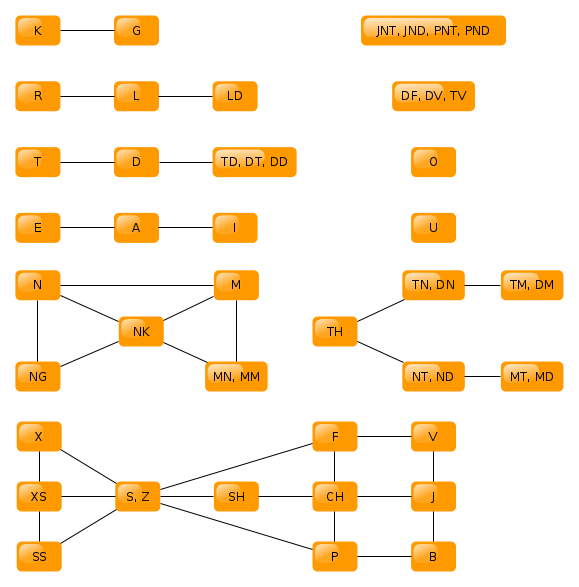 K G JNT, JND, PNT, PND
R L LD DF, DV, TV
T D TD, DT, DD O
E A I U
N M TN, DN TM, DM
NK TH
NG MN, MM NT, ND MT, MD
X F V
XS S, Z SH CH J
SS P B